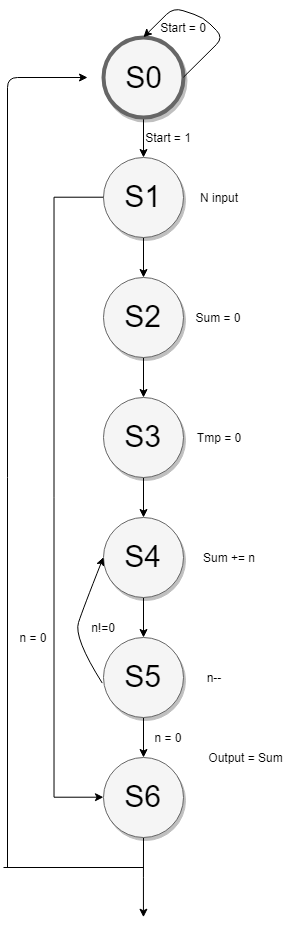 Start = 0
S0
Start = 1
S1
N input
S2
Sum = 0
S3
Tmp = 0
S4
Sum += n
n!=0
n = 0
S5
n--
n = 0
Output = Sum
S6